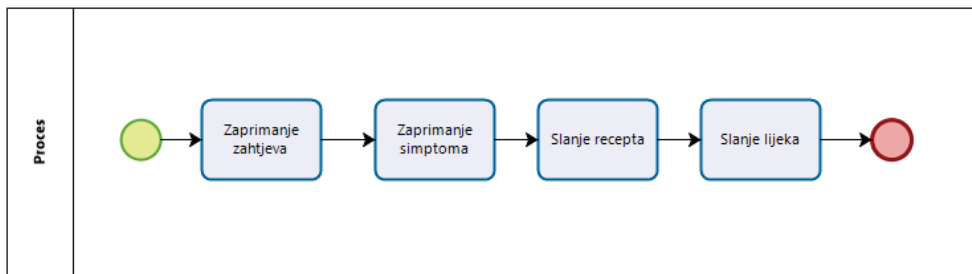 Proces
Zaprimanje
zahtjeva
Zaprimanje
simptoma
Slanje recepta
Slanje lijeka